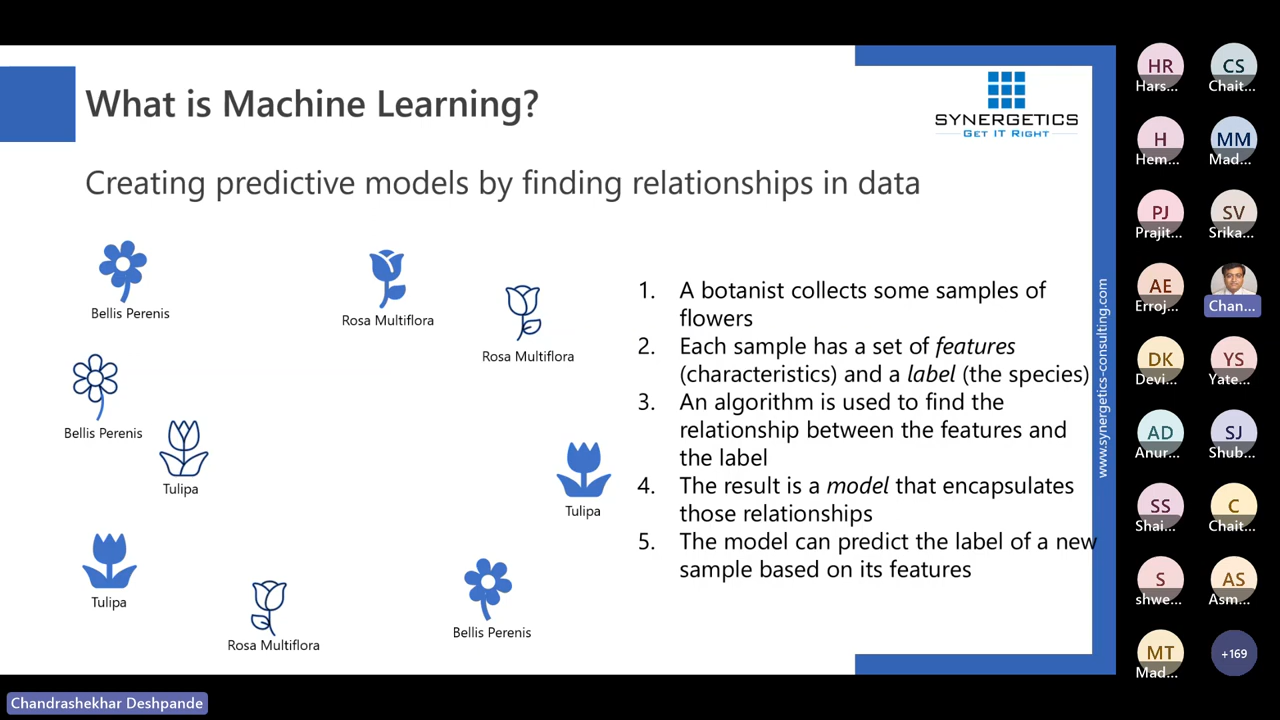 What is Machine Learning?
SYNERGETICS
GET IT RIGHT
Creating predictive models by finding relationships in data
Bellis Perenis
Rosa Multiflora
Rosa Multiflora
Bellis Perenis
Tulipa
Tulipa
Tulipa
Rosa Multiflora
Bellis Perenis
1. A botanist collects some samples of
flowers
2. Each sample has a set of features
(characteristics) and a label (the species)
3. An algorithm is used to find the
relationship between the features and
the label
4. The result is a model that encapsulates
those relationships
5. The model can predict the label of a new
sample based on its features
www.synergetics-consulting.com
HR
Hars...
CS
Chait...
H
Hem...
MM
Mad...
PJ
Prajit...
SV
Srika...
AE
Erroj...
Chan...
DK
Devi...
YS
Yate...
AD
Anur...
SJ
Shub...
SS
Shai...
C
Chait...
S
shwe...
AS
Asm...
MT
Mad...
+169
Chandrashekhar Deshpande